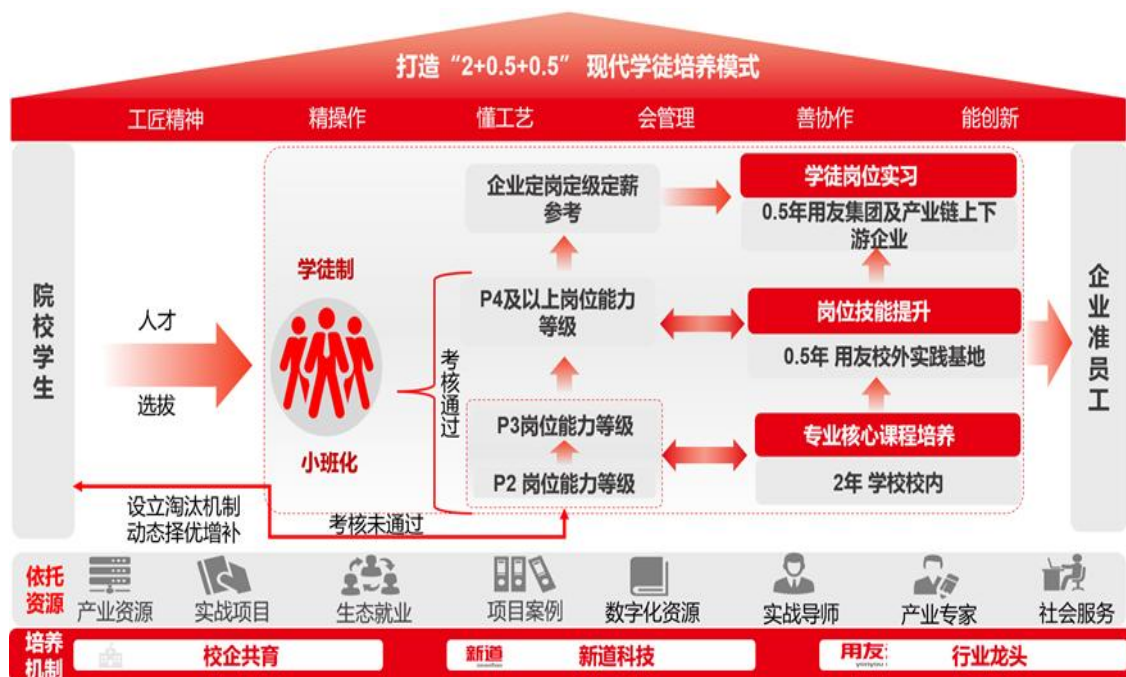 打造“2+0.5+0.5” 现代学徒培养模式
工匠精神 精操作 懂工艺 会管理 善协作 能创新
院校学生
人才
选拔
学徒制
小班化
考核通过
企业定岗定级定薪
参考
P4及以上岗位能力
等级
P3岗位能力等级
P2 岗位能力等级
学徒岗位实习
0.5年用友集团及产业链上下
游企业
岗位技能提升
0.5年 用友校外实践基地
专业核心课程培养
2年 学校校内
企业准员工
设立淘汰机制
动态择优增补
考核未通过
依托
资源
产业资源 实战项目 生态就业 项目案例 数字化资源 实战导师 产业专家 社会服务
培养
机制
校企共育
新道 新道科技
用友 行业龙头
yonyou